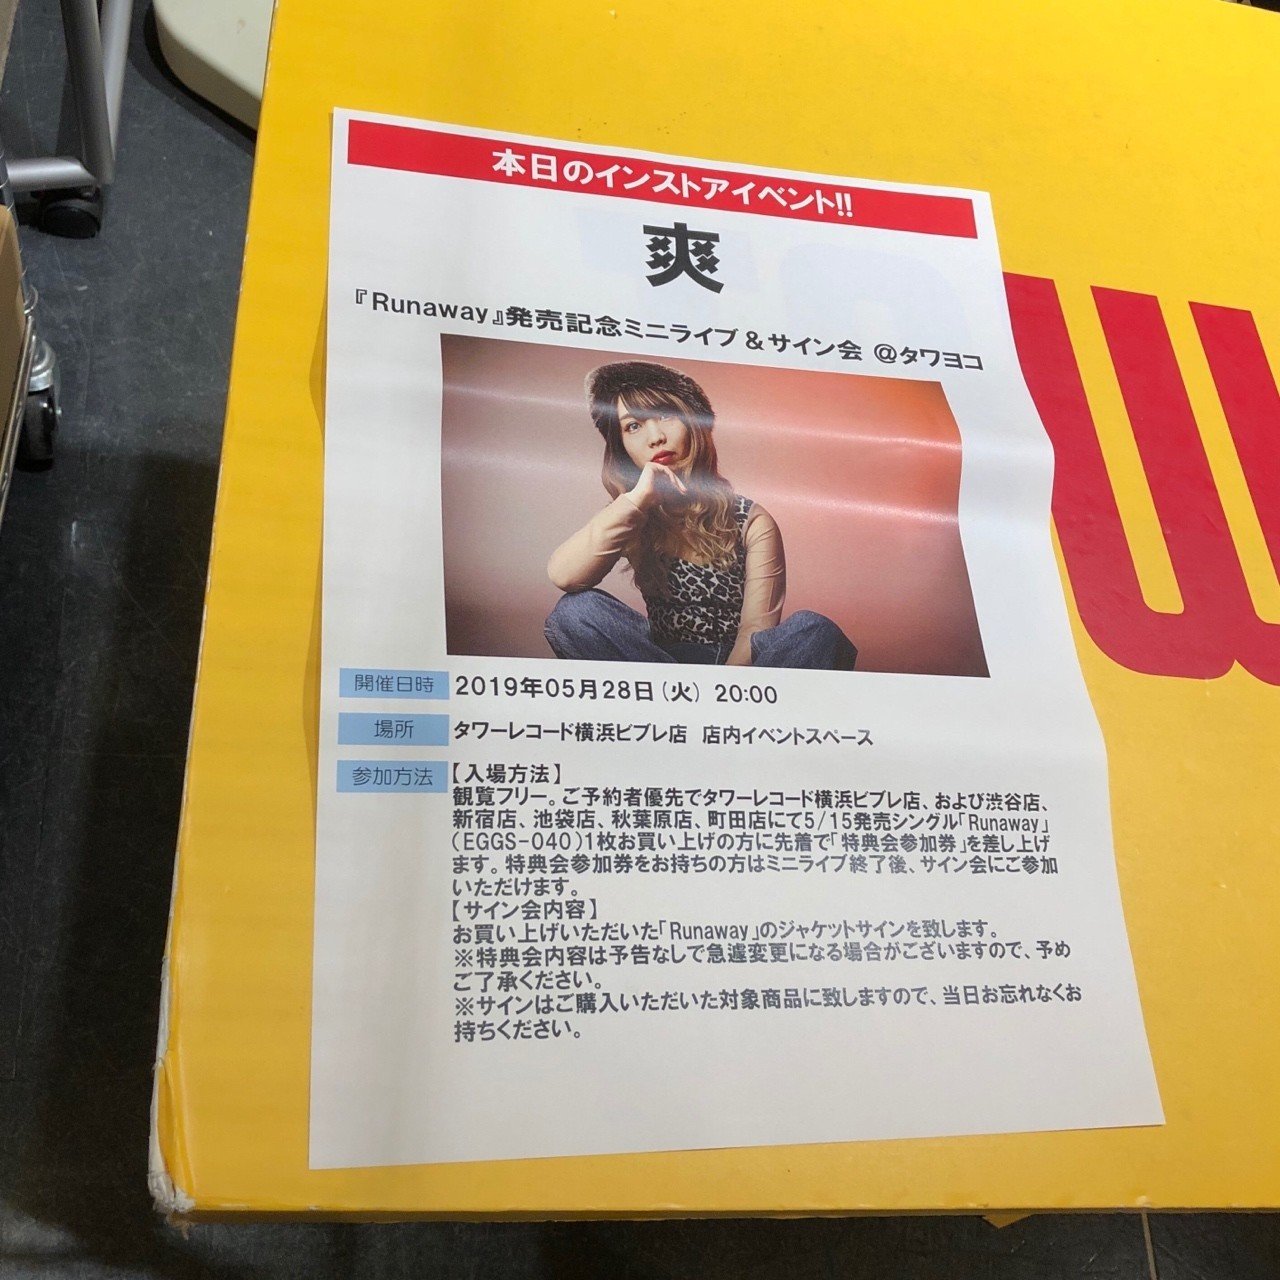 本日のインストアイベント!!
爽
『Runaway』発売記念ミニライブ&サイン会 @タワヨコ
開催日時 2019年05月28日(火) 20:00
場所 タワーレコード横浜ビブレ店 店内イベントスペース
参加方法 【入場方法】
観覧フリー。ご予約者優先でタワーレコード横浜ビブレ店、および渋谷店、
新宿店、池袋店、秋葉原店、町田店にて5/15発売シングル「Runaway」
(EGGS-040)1枚お買い上げの方に先着で「特典会参加券」を差し上げ
ます。特典会参加券をお持ちの方はミニライブ終了後、サイン会にご参加
いただけます。
【サイン会内容】
お買い上げいただいた「Runaway」のジャケットサインを致します。
※特典会内容は予告なしで急遽変更になる場合がございますので、予め
ご了承ください。
※サインはご購入いただいた対象商品に致しますので、当日お忘れなくお
持ちください。
W